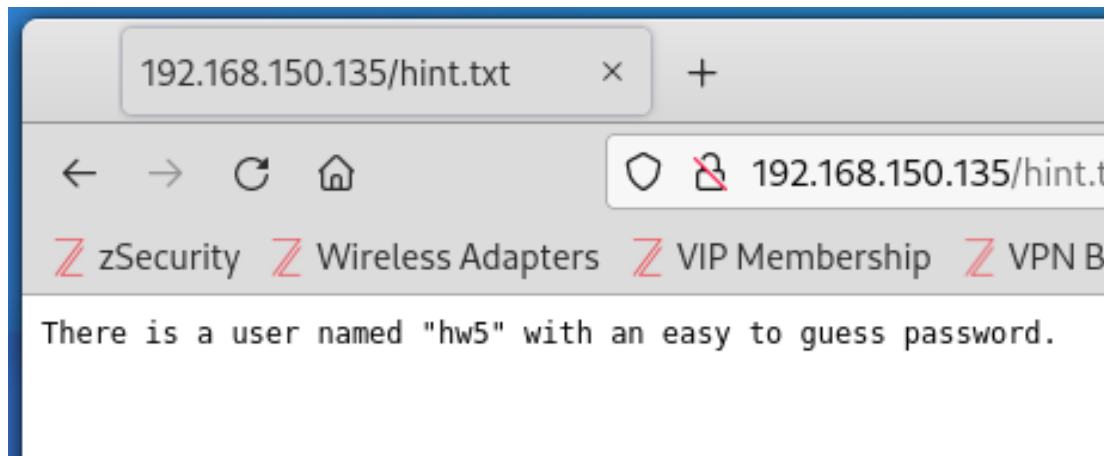 192.168.150.135/hint.txt
192.168.150.135/hint.t
zSecurity Wireless Adapters VIP Membership VPN B
There is a user named "hw5" with an easy to guess password.